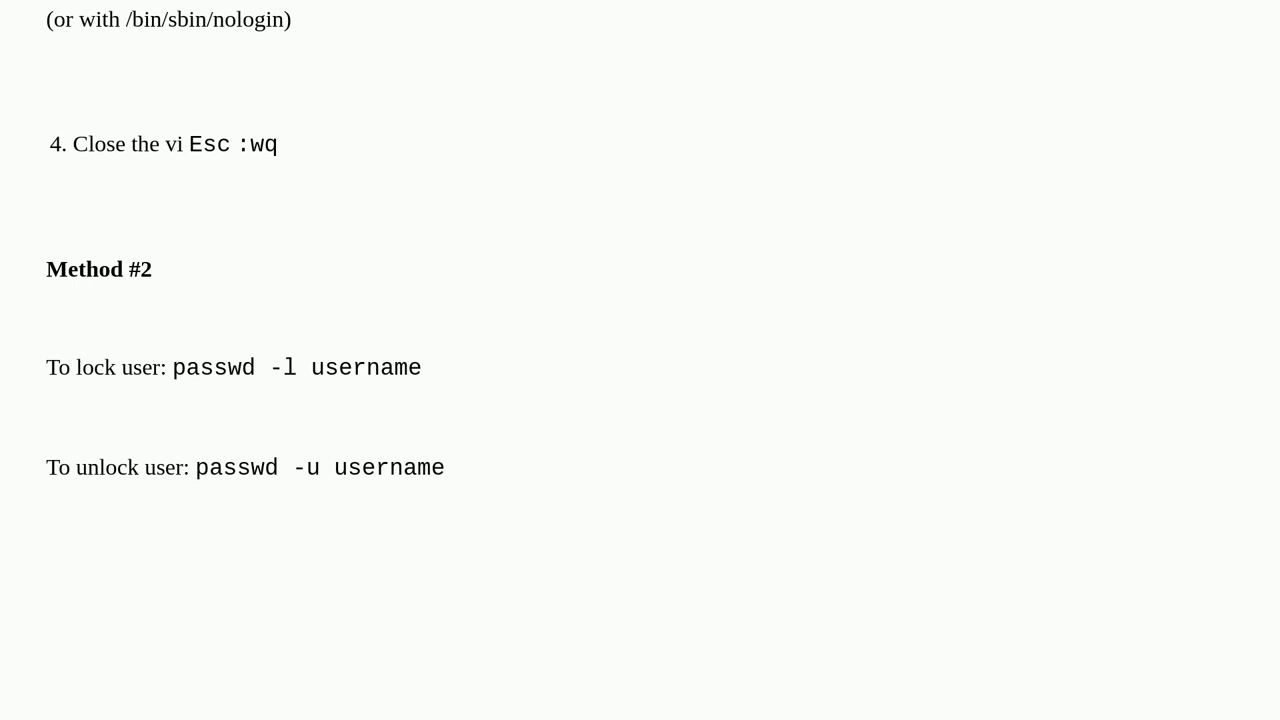 (or with /bin/sbin/nologin)
4. Close the vi Esc :wq
Method #2
To lock user: passwd -l username
To unlock user: passwd -u username